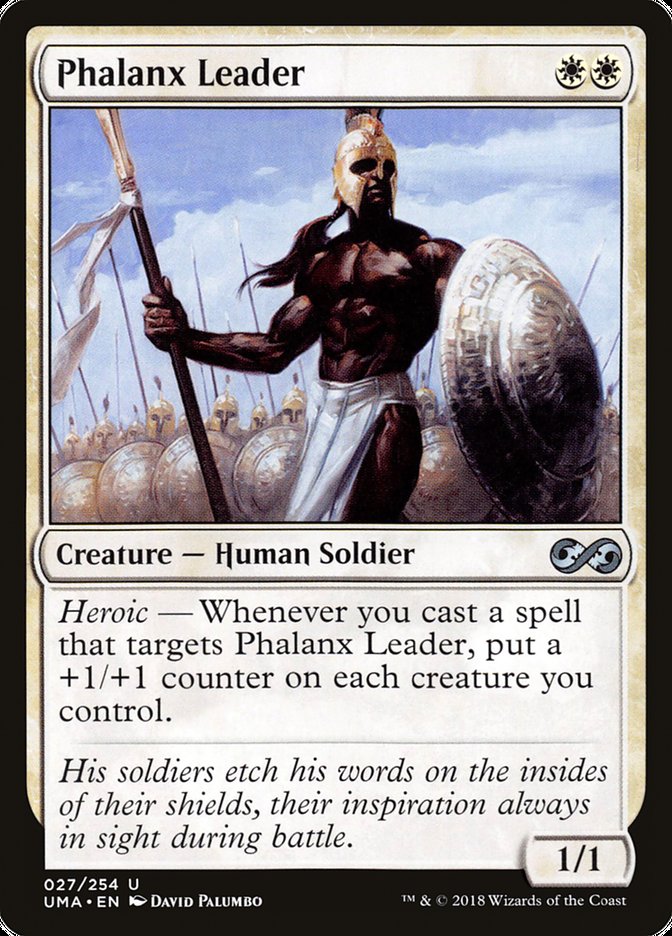 Phalanx Leader
Creature — Human Soldier
Heroic — Whenever you cast a spell
that targets Phalanx Leader, put a
+1/+1 counter on each creature you
control.
His soldiers etch his words on the insides
of their shields, their inspiration always
in sight during battle.
1/1
027/254 U
UMA • EN DAVID PALUMBO
™ & © 2018 Wizards of the Coast